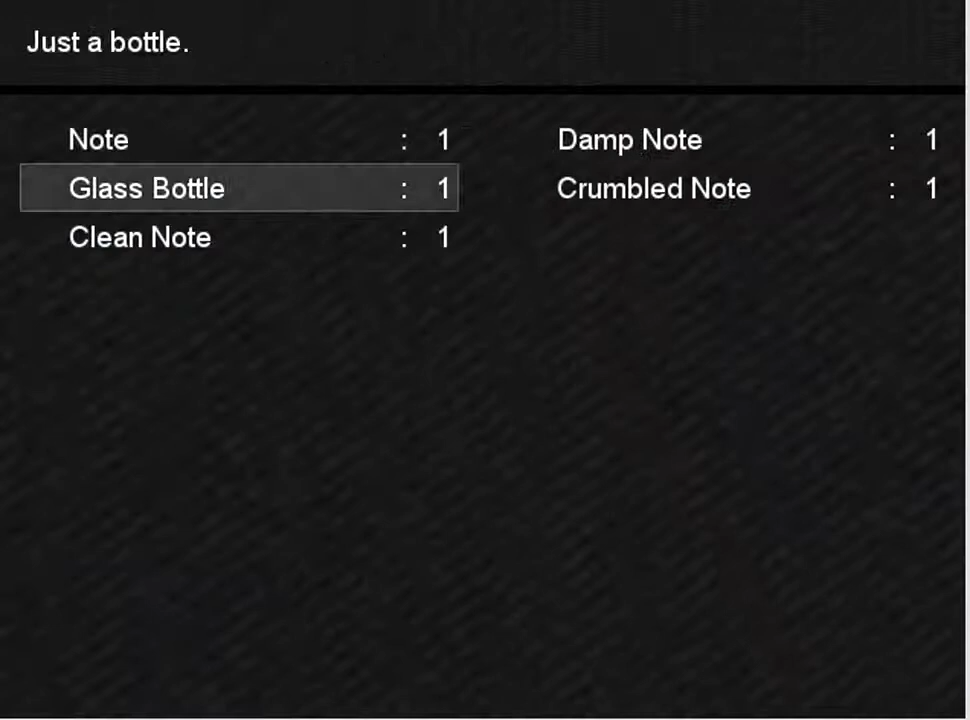 Just a bottle.
Note : 1 Damp Note : 1
Glass Bottle : 1 Crumbled Note : 1
Clean Note : 1